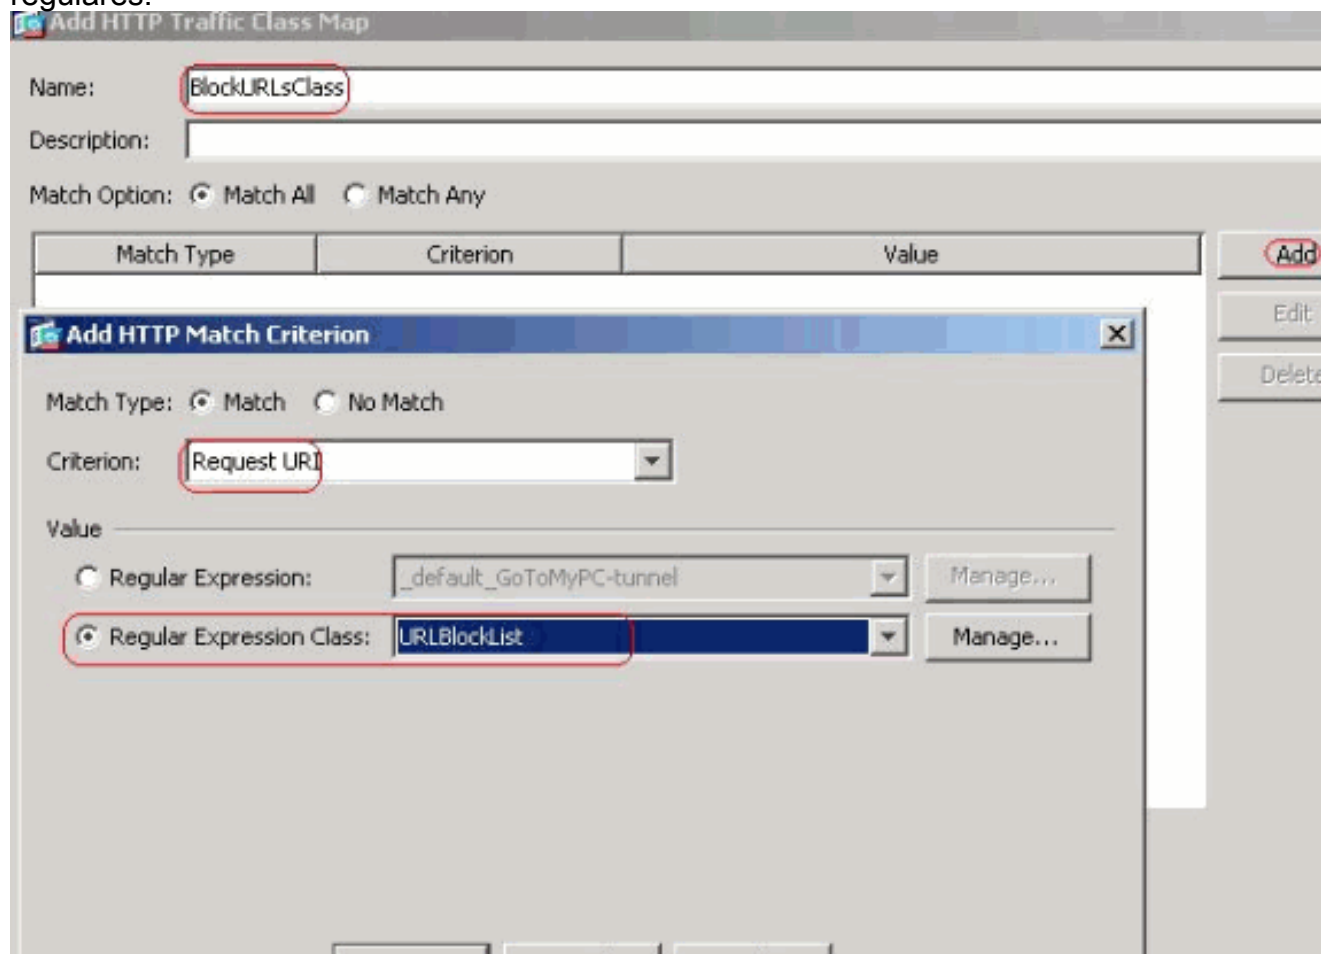 regulares.
Add HTTP Traffic Class Map
Name: BlockURLsClass
Description:
Match Option: Match All Match Any
Match Type Criterion Value Add
Edit
Add HTTP Match Criterion
Delete
Match Type: Match No Match
Criterion: Request URI
Value
Regular Expression: _default_GoToMyPC-tunnel Manage...
Regular Expression Class: URLBlockList Manage...